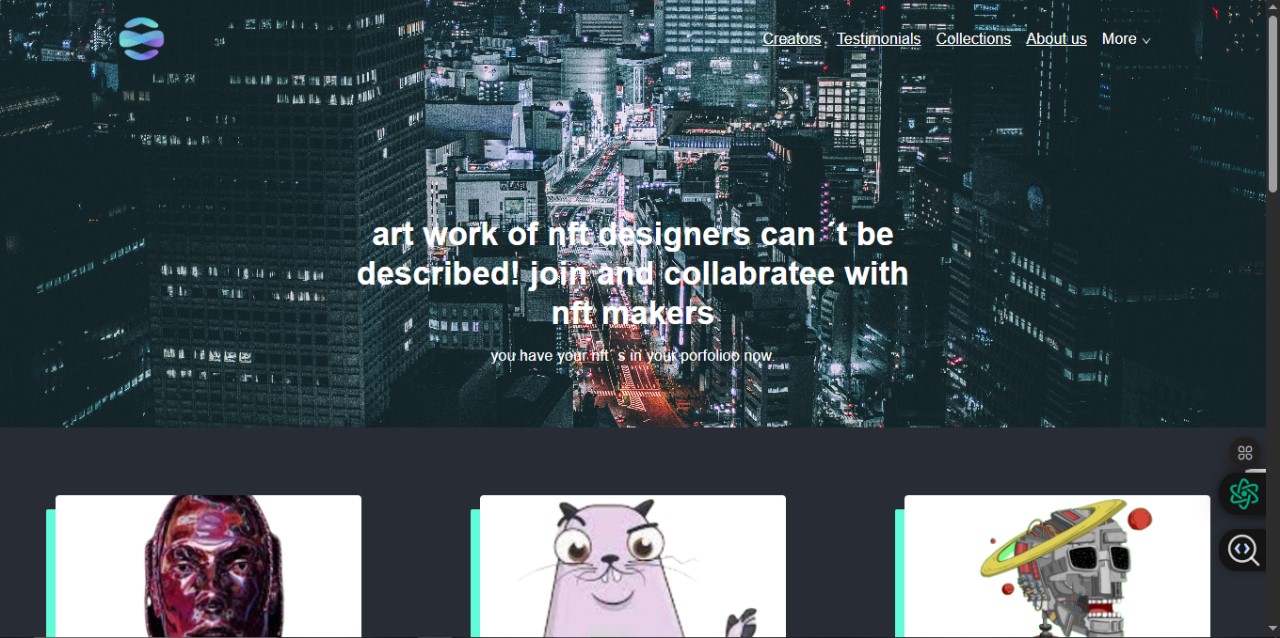 Creators Testimonials Collections About us More
art work of nft designers can ´t be
described! join and collabratee with
nft makers
you have your nft´ s in your porfolioo now.